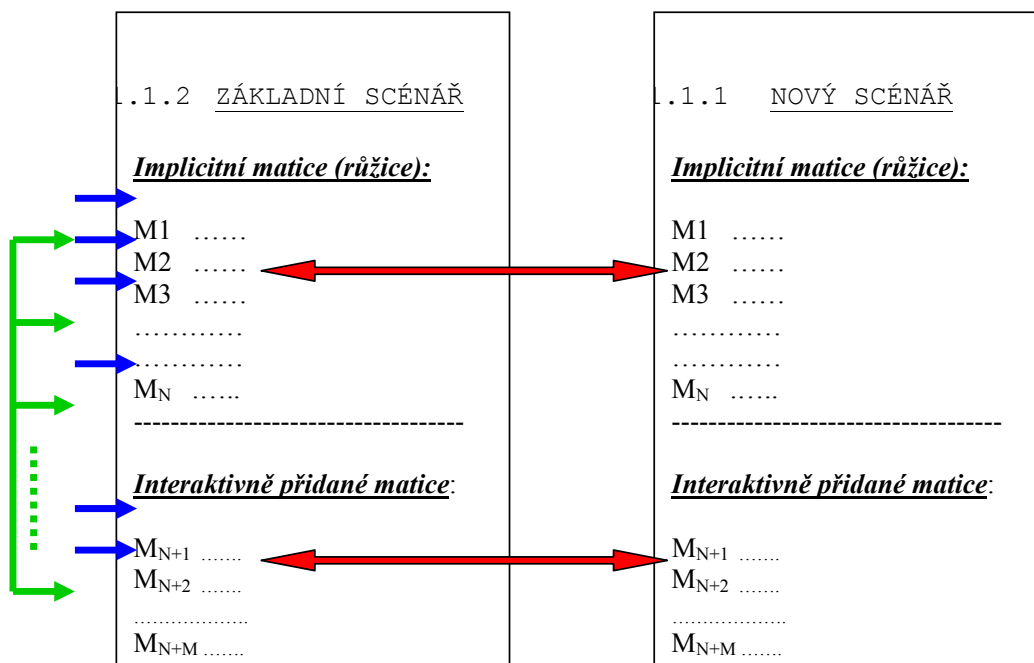 1.1.2 ZÁKLADNÍ SCÉNÁŘ
Implicitní matice (růžice):
M1 ……
M2 ……
M3 ……
…………
…………
MN ……
------------------------------------
Interaktivně přidané matice:
MN+1 …….
MN+2 …….
………………
MN+M …….
1.1.1 NOVÝ SCÉNÁŘ
Implicitní matice (růžice):
M1 ……
M2 ……
M3 ……
…………
…………
MN ……
------------------------------------
Interaktivně přidané matice:
MN+1 …….
MN+2 …….
………………
MN+M …….